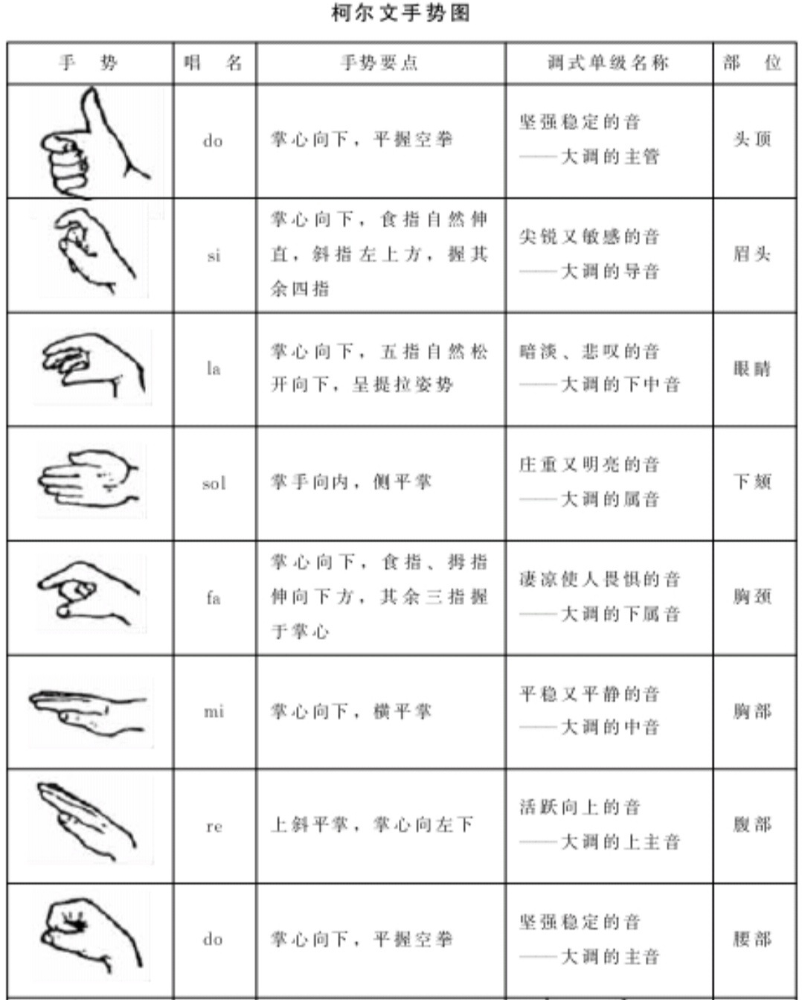 柯尔文手势图
手 势 唱 名 手势要点 调式单级名称 部 位
do 掌心向下，平握空拳 坚强稳定的音
——大调的主管 头顶
si 掌心向下，食指自然伸
直，斜指左上方，握其
余四指 尖锐又敏感的音
——大调的导音 眉头
la 掌心向下，五指自然松
开向下，呈提拉姿势 暗淡、悲叹的音
——大调的下中音 眼睛
sol 掌手向内，侧平掌 庄重又明亮的音
——大调的属音 下颏
fa 掌心向下，食指、拇指
伸向下方，其余三指握
于掌心 凄凉使人畏惧的音
——大调的下属音 胸颈
mi 掌心向下，横平掌 平稳又平静的音
——大调的中音 胸部
re 上斜平掌，掌心向左下 活跃向上的音
——大调的上主音 腹部
do 掌心向下，平握空拳 坚强稳定的音
——大调的主音 腰部